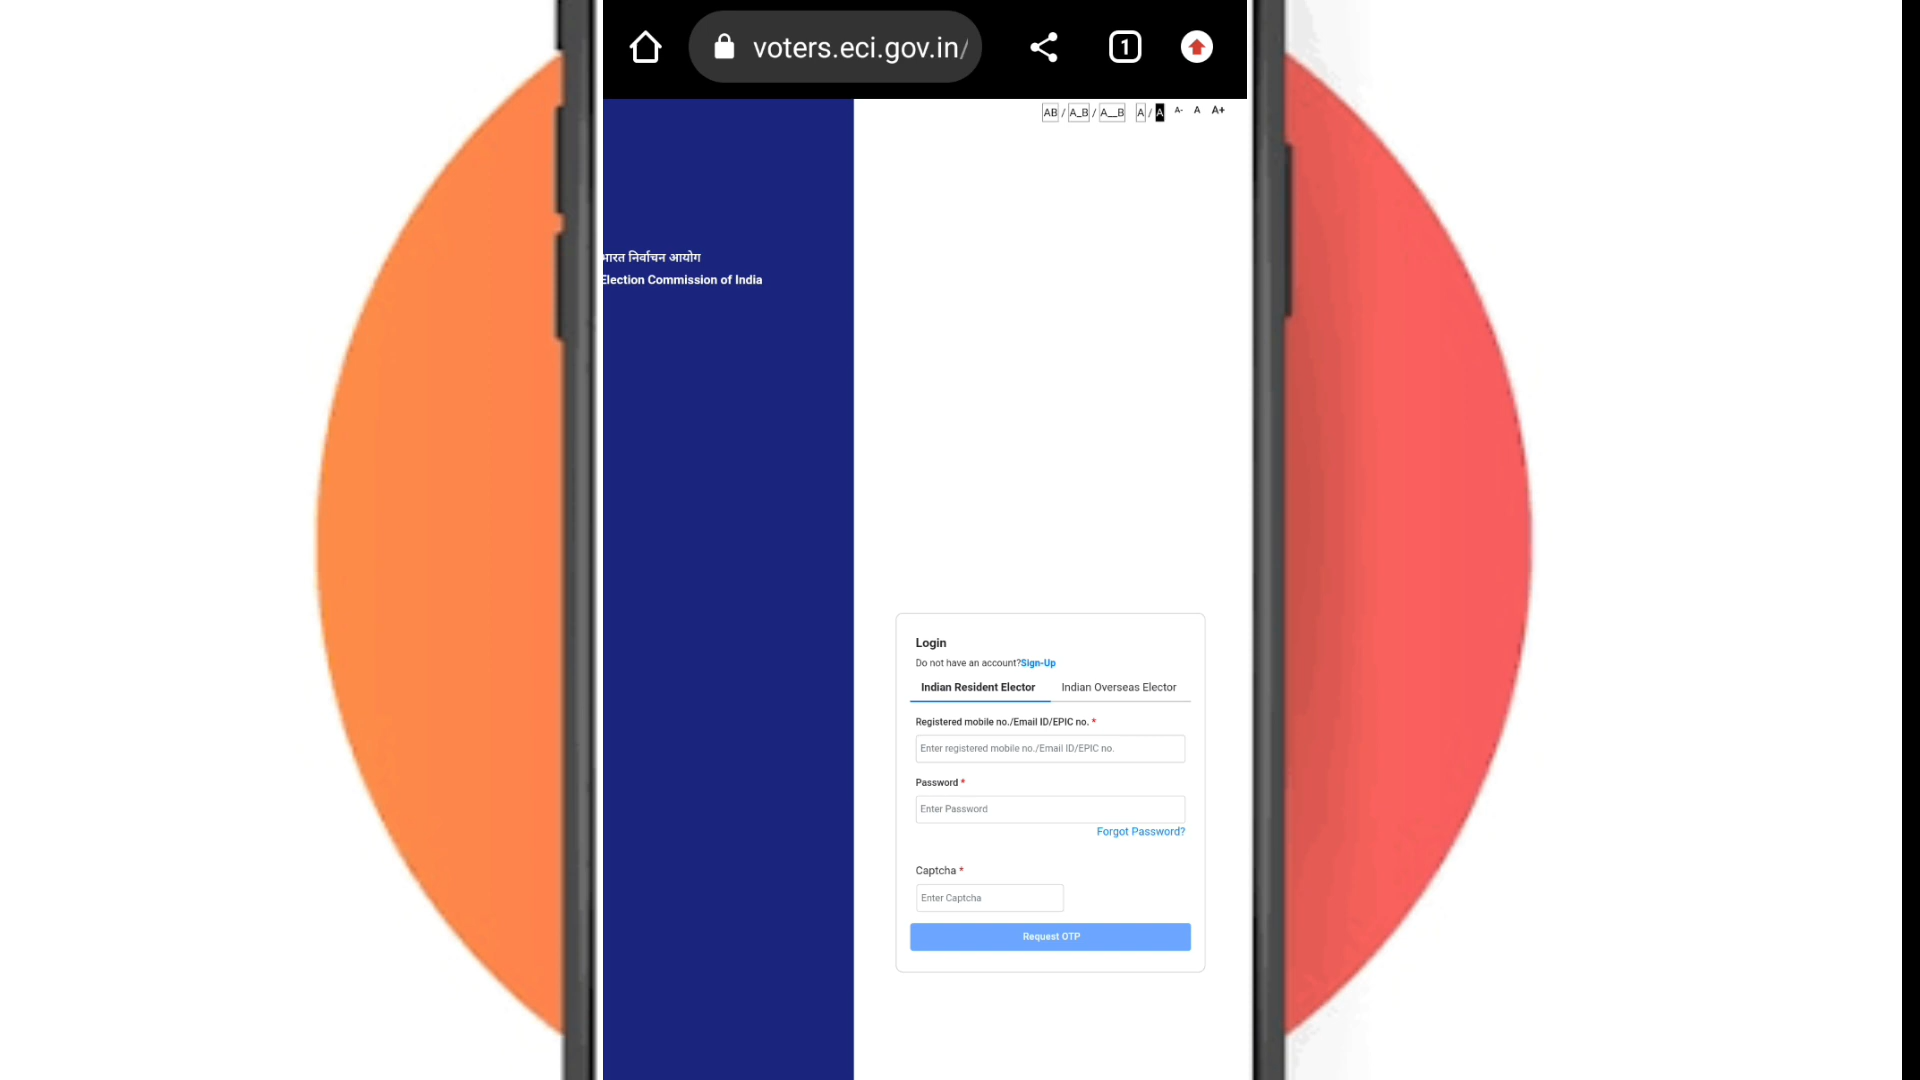 voters.eci.gov.in/
1
AB / A_B / A__B A / A A- A A+
भारत निर्वाचन आयोग
Election Commission of India
Login
Do not have an account?Sign-Up
Indian Resident Elector Indian Overseas Elector
Registered mobile no./Email ID/EPIC no. *
Enter registered mobile no./Email ID/EPIC no.
Password *
Enter Password
Forgot Password?
Captcha *
Enter Captcha
Request OTP